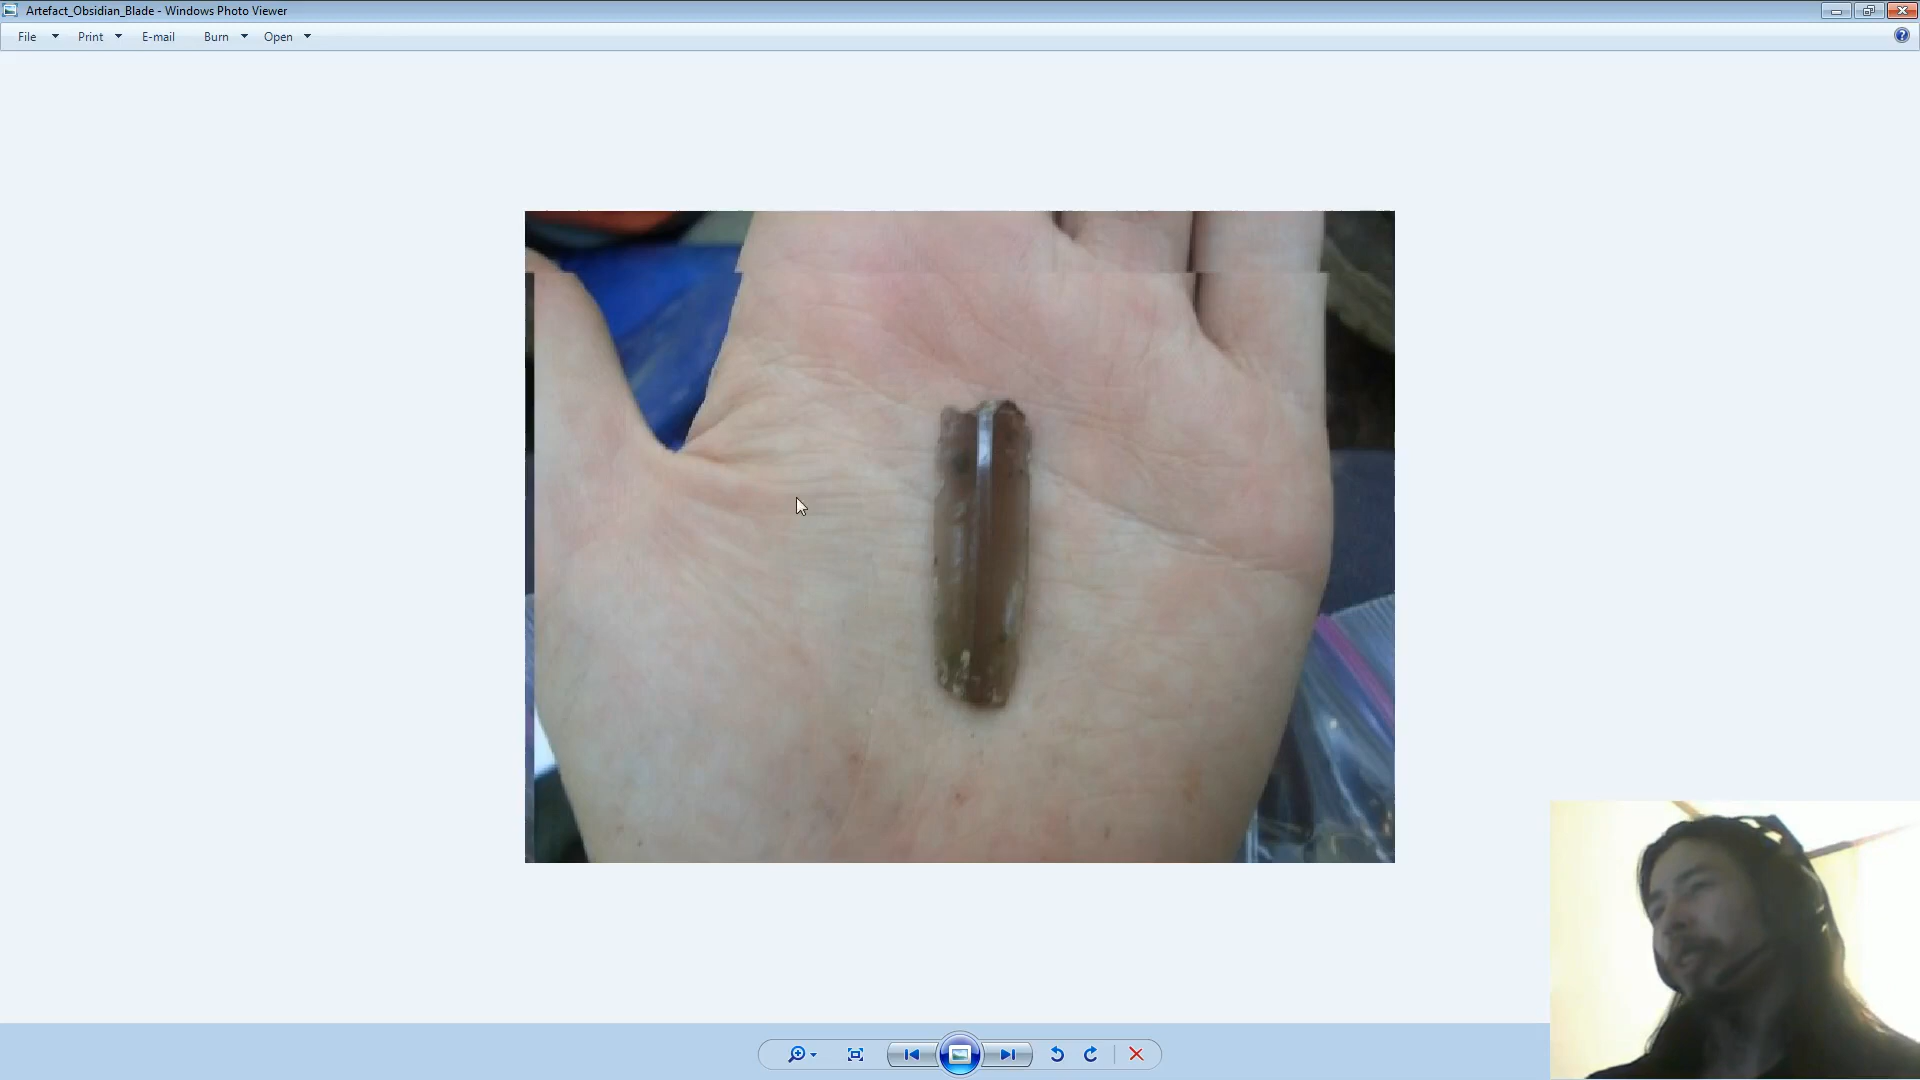 Artefact_Obsidian_Blade - Windows Photo Viewer
File Print E-mail Burn Open